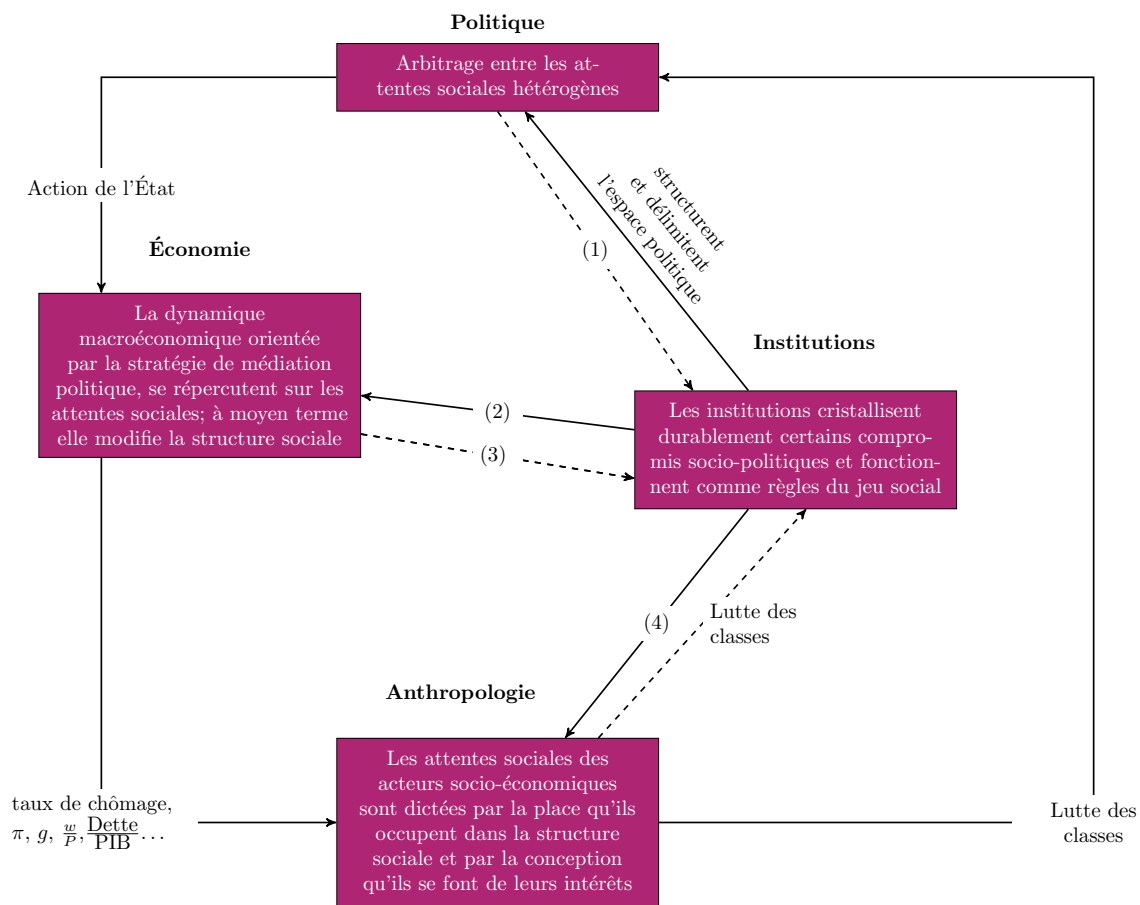 Politique
Arbitrage entre les at-
tentes sociales hétérogènes
Action de l'État
structurent
et délimitent
l'espace politique
(1)
Économie
La dynamique
macroéconomique orientée
par la stratégie de médiation
politique, se répercutent sur les
attentes sociales; à moyen terme
elle modifie la structure sociale
Institutions
Les institutions cristallisent
durablement certains compro-
mis socio-politiques et fonction-
nent comme règles du jeu social
(2)
(3)
(4)
Lutte des
classes
Anthropologie
Les attentes sociales des
acteurs socio-économiques
sont dictées par la place qu'ils
occupent dans la structure
sociale et par la conception
qu'ils se font de leurs intérêts
taux de chômage,
π, g, w/P, Dette/PIB ...
Lutte des
classes